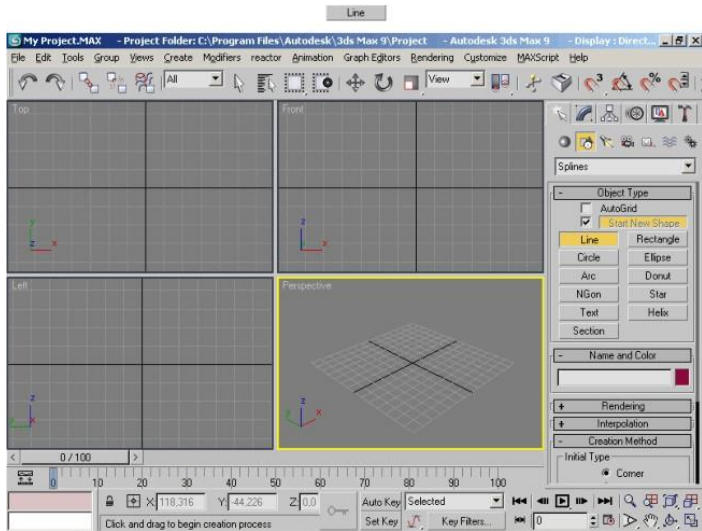 Line
My Project.MAX - Project Folder: C:\Program Files\Autodesk\3ds Max 9\Project - Autodesk 3ds Max 9 - Display : Direct...
File Edit Tools Group Views Create Modifiers reactor Animation Graph Editors Rendering Customize MAXScript Help
All View
Top Front
Splines
Object Type
AutoGrid
Start New Shape
Line Rectangle
Circle Ellipse
Arc Donut
NGon Star
Text Helix
Section
Left Perspective
Name and Color
Rendering
Interpolation
Creation Method
Initial Type
Corner
0 / 100
0 10 20 30 40 50 60 70 80 90 100
X: 118,316 Y: -44,226 Z: 0,0 Auto Key Selected
Click and drag to begin creation process Set Key Key Filters... 0